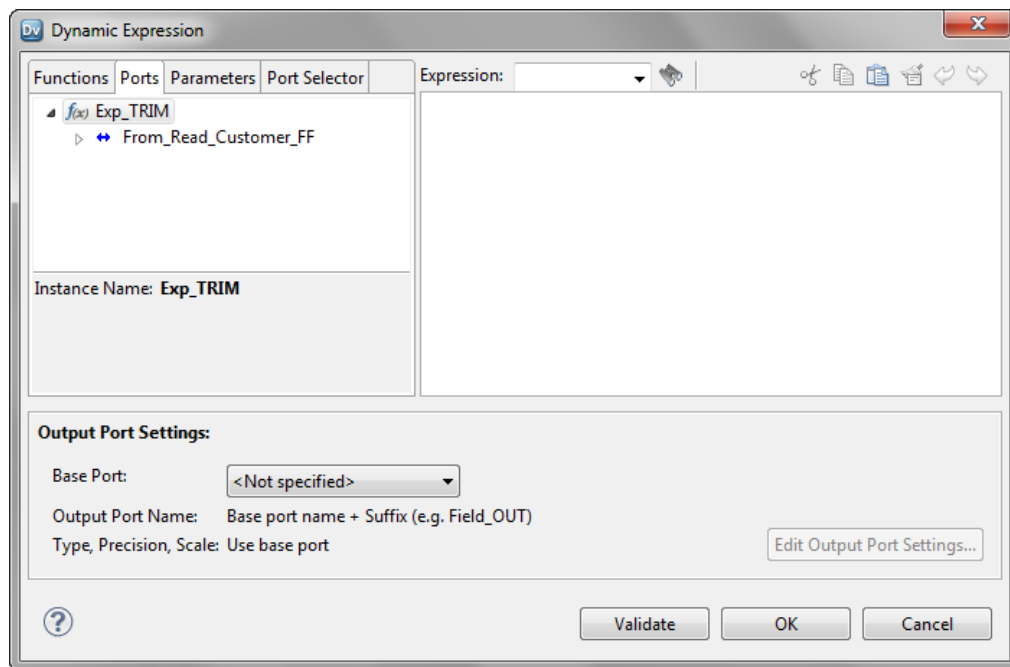 Dv Dynamic Expression
Functions Ports Parameters Port Selector
Expression:
f(x) Exp_TRIM
From_Read_Customer_FF
Instance Name: Exp_TRIM
Output Port Settings:
Base Port: <Not specified>
Output Port Name: Base port name + Suffix (e.g. Field_OUT)
Type, Precision, Scale: Use base port
Edit Output Port Settings...
? Validate OK Cancel